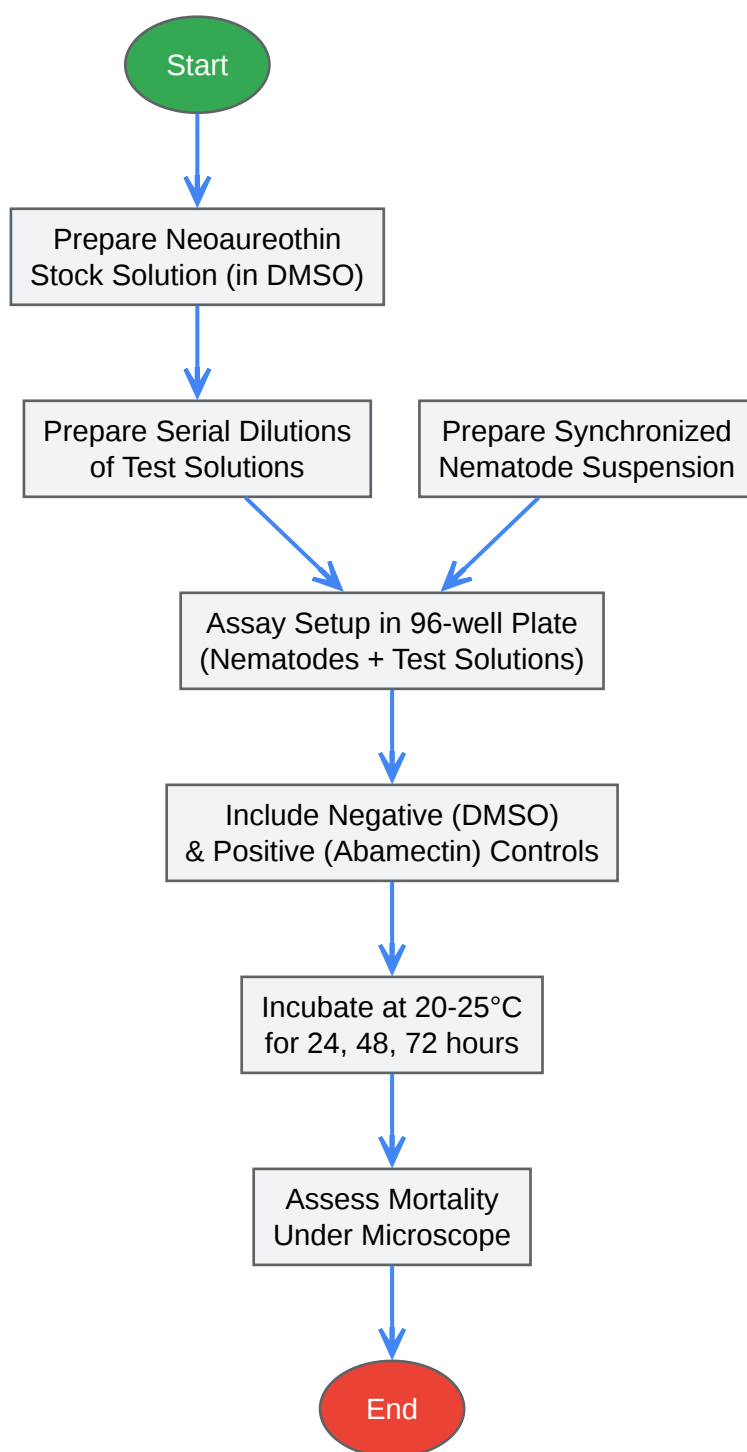 Start
Prepare Neoaureothin
Stock Solution (in DMSO)
Prepare Serial Dilutions
of Test Solutions
Prepare Synchronized
Nematode Suspension
Assay Setup in 96-well Plate
(Nematodes + Test Solutions)
Include Negative (DMSO)
& Positive (Abamectin) Controls
Incubate at 20-25°C
for 24, 48, 72 hours
Assess Mortality
Under Microscope
End